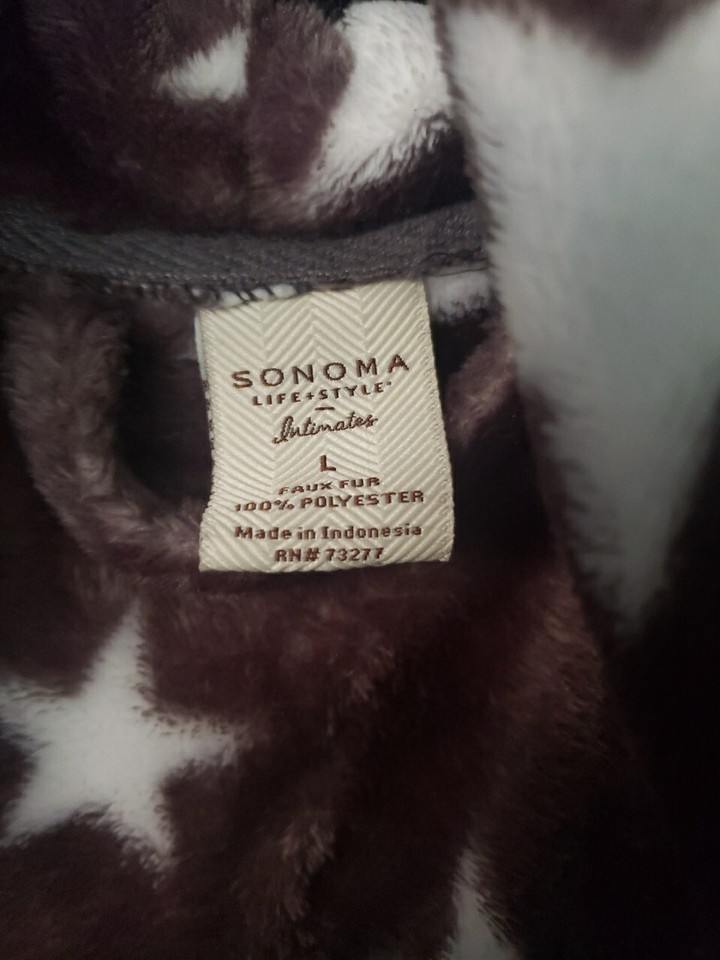 SONOMA
LIFE+STYLE®
Intimates
L
FAUX FUR
100% POLYESTER
Made in Indonesia
RN# 73277